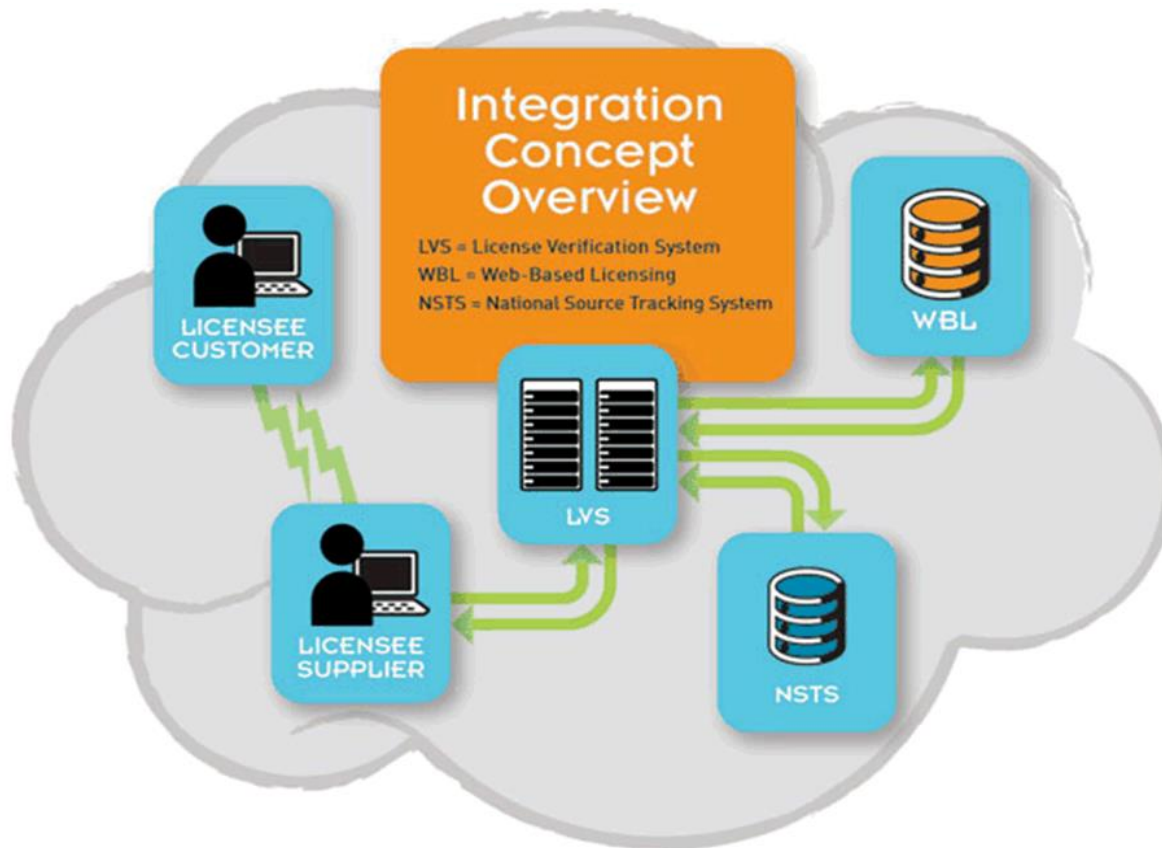 Integration
Concept
Overview
LVS = License Verification System
WBL = Web-Based Licensing
NSTS = National Source Tracking System
LICENSEE
CUSTOMER
WBL
LVS
LICENSEE
SUPPLIER
NSTS